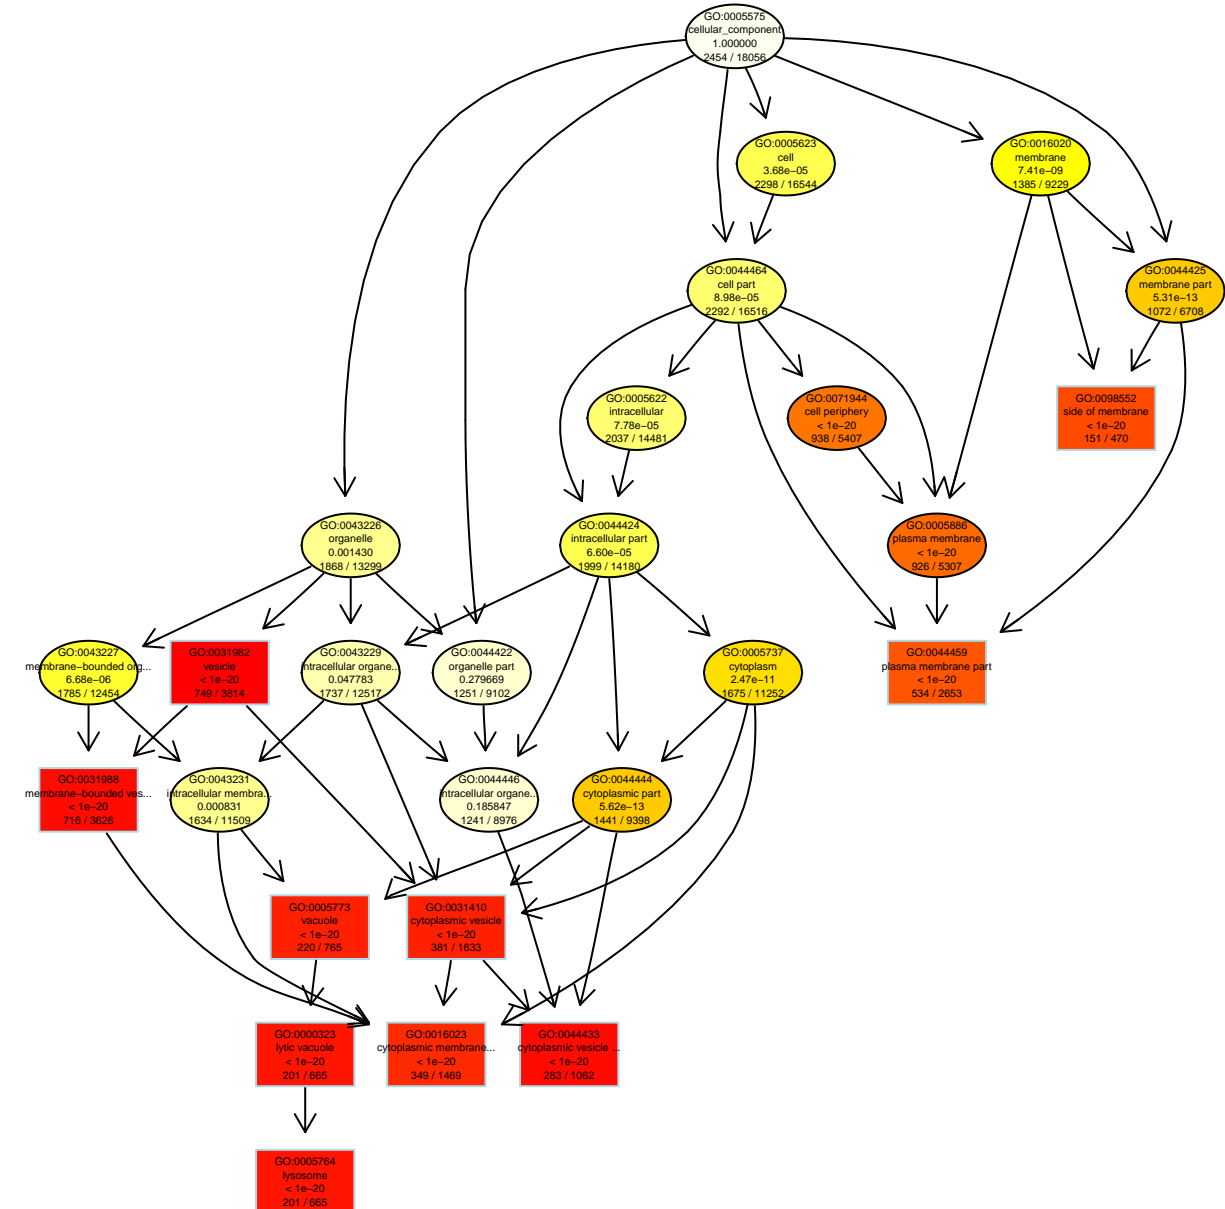 GO:0005575
cellular_component
1.000000
2454 / 18056
GO:0005623
cell
3.68e−05
2298 / 16544
GO:0016020
membrane
7.41e−09
1385 / 9229
GO:0044464
cell part
8.98e−05
2292 / 16516
GO:0044425
membrane part
5.31e−13
1072 / 6708
GO:0005622
intracellular
7.78e−05
2037 / 14481
GO:0071944
cell periphery
< 1e−20
938 / 5407
GO:0098552
side of membrane
< 1e−20
151 / 470
GO:0043226
organelle
0.001430
1868 / 13299
GO:0044424
intracellular part
6.60e−05
1999 / 14180
GO:0005886
plasma membrane
< 1e−20
926 / 5307
GO:0043227
membrane−bounded org...
6.68e−06
1785 / 12454
GO:0031982
vesicle
< 1e−20
749 / 3814
GO:0043229
intracellular organe...
0.047783
1737 / 12517
GO:0044422
organelle part
0.279669
1251 / 9102
GO:0005737
cytoplasm
2.47e−11
1675 / 11252
GO:0044459
plasma membrane part
< 1e−20
534 / 2653
GO:0031988
membrane−bounded ves...
< 1e−20
716 / 3626
GO:0043231
intracellular membra...
0.000831
1634 / 11509
GO:0044446
intracellular organe...
0.185847
1241 / 8976
GO:0044444
cytoplasmic part
5.62e−13
1441 / 9398
GO:0005773
vacuole
< 1e−20
220 / 765
GO:0031410
cytoplasmic vesicle
< 1e−20
381 / 1633
GO:0000323
lytic vacuole
< 1e−20
201 / 665
GO:0016023
cytoplasmic membrane...
< 1e−20
349 / 1469
GO:0044433
cytoplasmic vesicle ...
< 1e−20
283 / 1062
GO:0005764
lysosome
< 1e−20
201 / 665